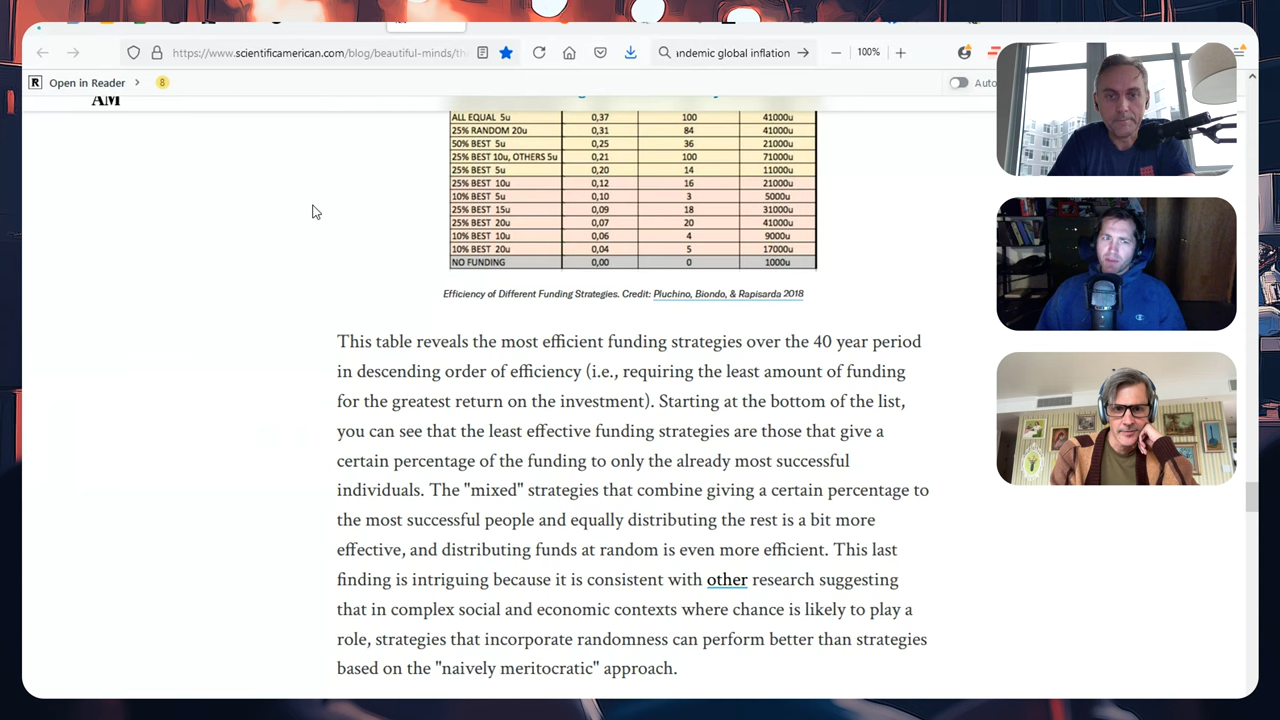 https://www.scientificamerican.com/blog/beautiful-minds/th
ndemic global inflation
100%
R Open in Reader 8
Auto
AM
ALL EQUAL 5u 0,37 100 41000u
25% RANDOM 20u 0,31 84 41000u
50% BEST 5u 0,25 36 21000u
25% BEST 10u, OTHERS 5u 0,21 100 71000u
25% BEST 5u 0,20 14 11000u
25% BEST 10u 0,12 16 21000u
10% BEST 5u 0,10 3 5000u
25% BEST 15u 0,09 18 31000u
25% BEST 20u 0,07 20 41000u
10% BEST 10u 0,06 4 9000u
10% BEST 20u 0,04 5 17000u
NO FUNDING 0,00 0 1000u
Efficiency of Different Funding Strategies. Credit: Pluchino, Biondo, & Rapisarda 2018
This table reveals the most efficient funding strategies over the 40 year period
in descending order of efficiency (i.e., requiring the least amount of funding
for the greatest return on the investment). Starting at the bottom of the list,
you can see that the least effective funding strategies are those that give a
certain percentage of the funding to only the already most successful
individuals. The "mixed" strategies that combine giving a certain percentage to
the most successful people and equally distributing the rest is a bit more
effective, and distributing funds at random is even more efficient. This last
finding is intriguing because it is consistent with other research suggesting
that in complex social and economic contexts where chance is likely to play a
role, strategies that incorporate randomness can perform better than strategies
based on the "naively meritocratic" approach.